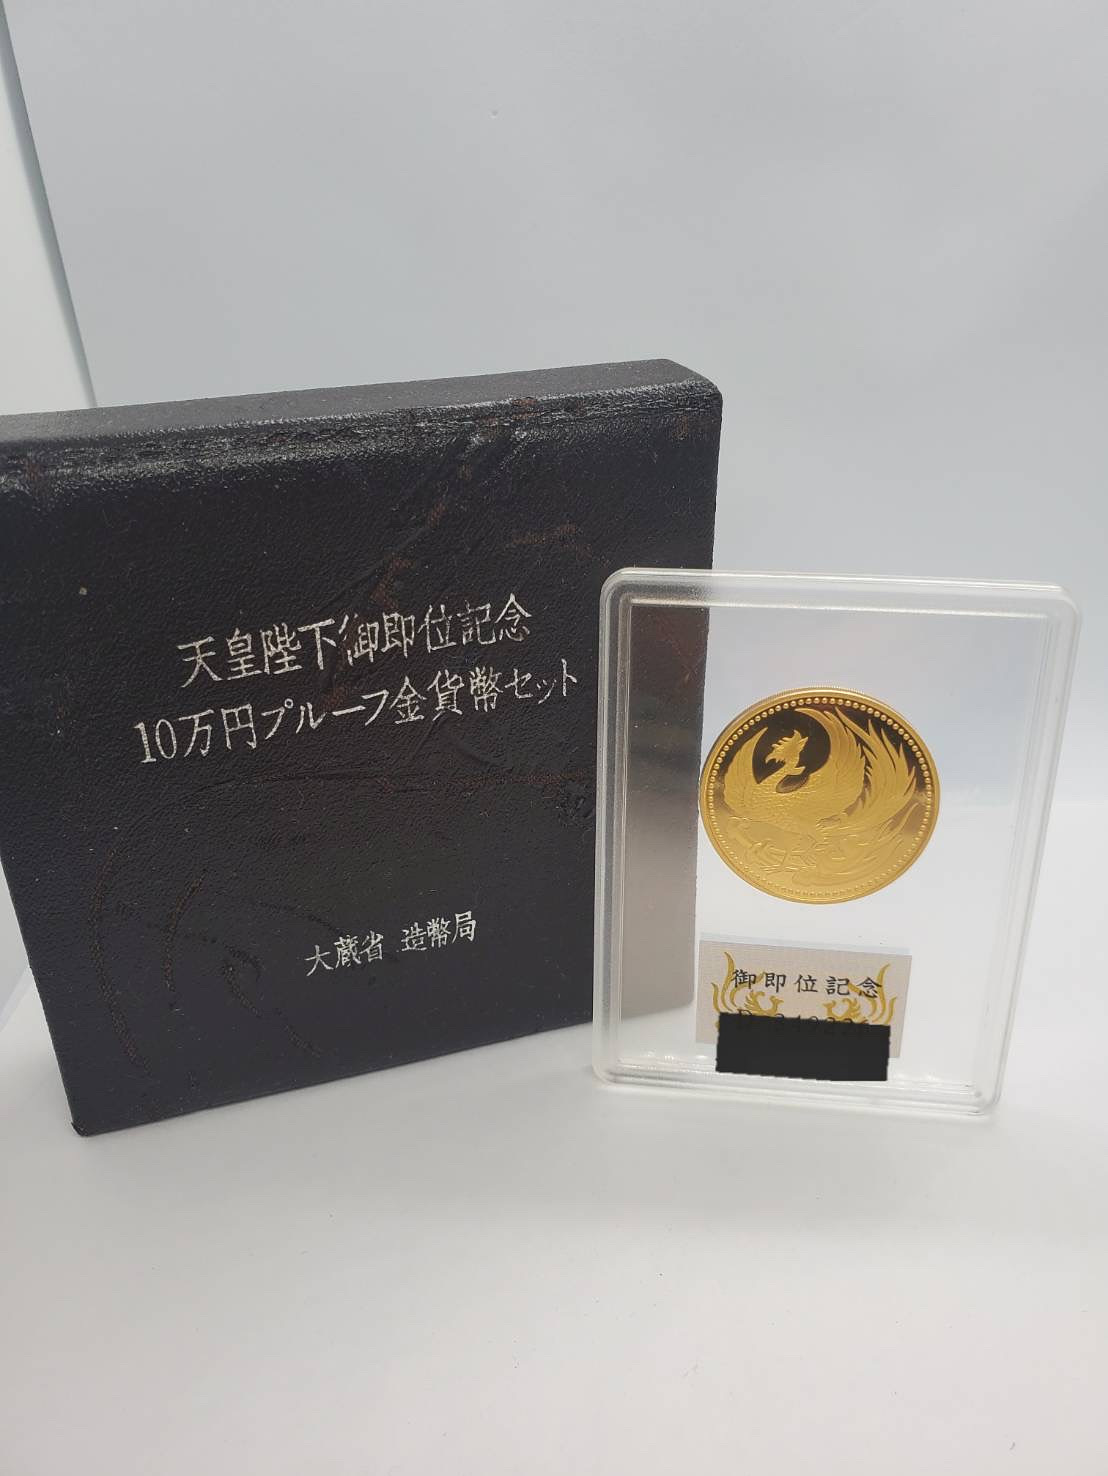 天皇陛下御即位記念
10万円プルーフ金貨幣セット
大蔵省 造幣局
御即位記念